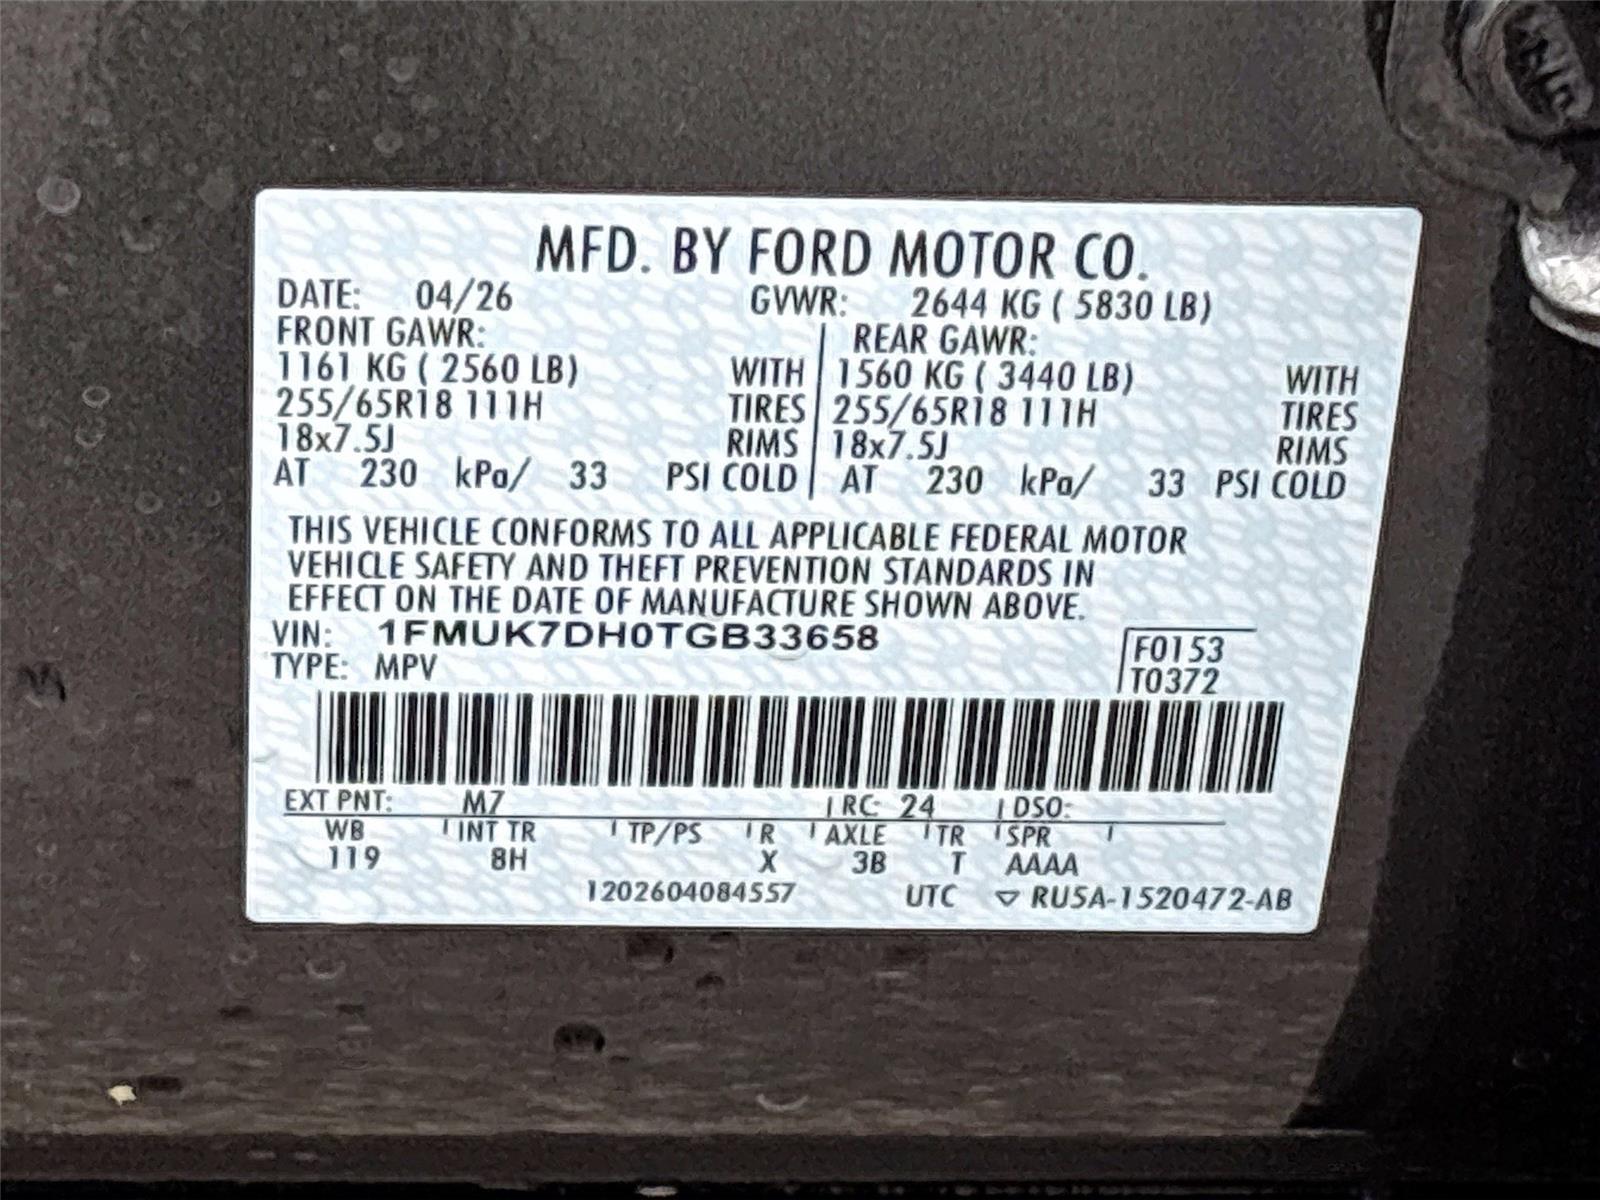 MFD. BY FORD MOTOR CO.
DATE: 04/26 GVWR: 2644 KG ( 5830 LB)
FRONT GAWR: REAR GAWR:
1161 KG ( 2560 LB) WITH 1560 KG ( 3440 LB) WITH
255/65R18 111H TIRES 255/65R18 111H TIRES
18x7.5J RIMS 18x7.5J RIMS
AT 230 kPa/ 33 PSI COLD AT 230 kPa/ 33 PSI COLD
THIS VEHICLE CONFORMS TO ALL APPLICABLE FEDERAL MOTOR
VEHICLE SAFETY AND THEFT PREVENTION STANDARDS IN
EFFECT ON THE DATE OF MANUFACTURE SHOWN ABOVE.
VIN: 1FMUK7DH0TGB33658 F0153
TYPE: MPV T0372
EXT PNT: M7 RC: 24 DSO:
WB INT TR TP/PS R AXLE TR SPR
119 8H X 3B T AAAA
1202604084557 UTC ▽ RU5A-1520472-AB